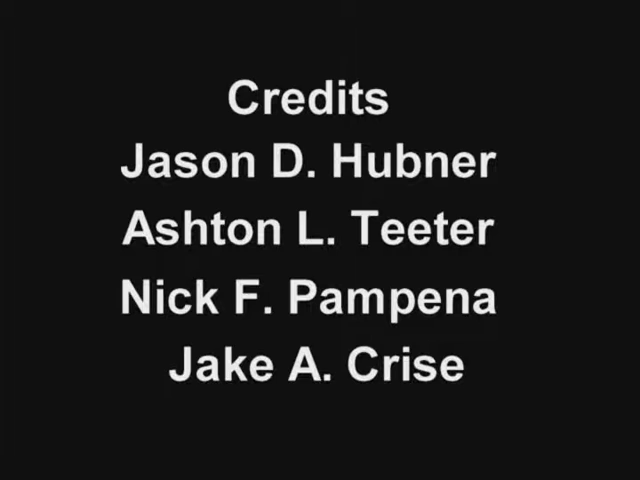 Credits
Jason D. Hubner
Ashton L. Teeter
Nick F. Pampena
Jake A. Crise